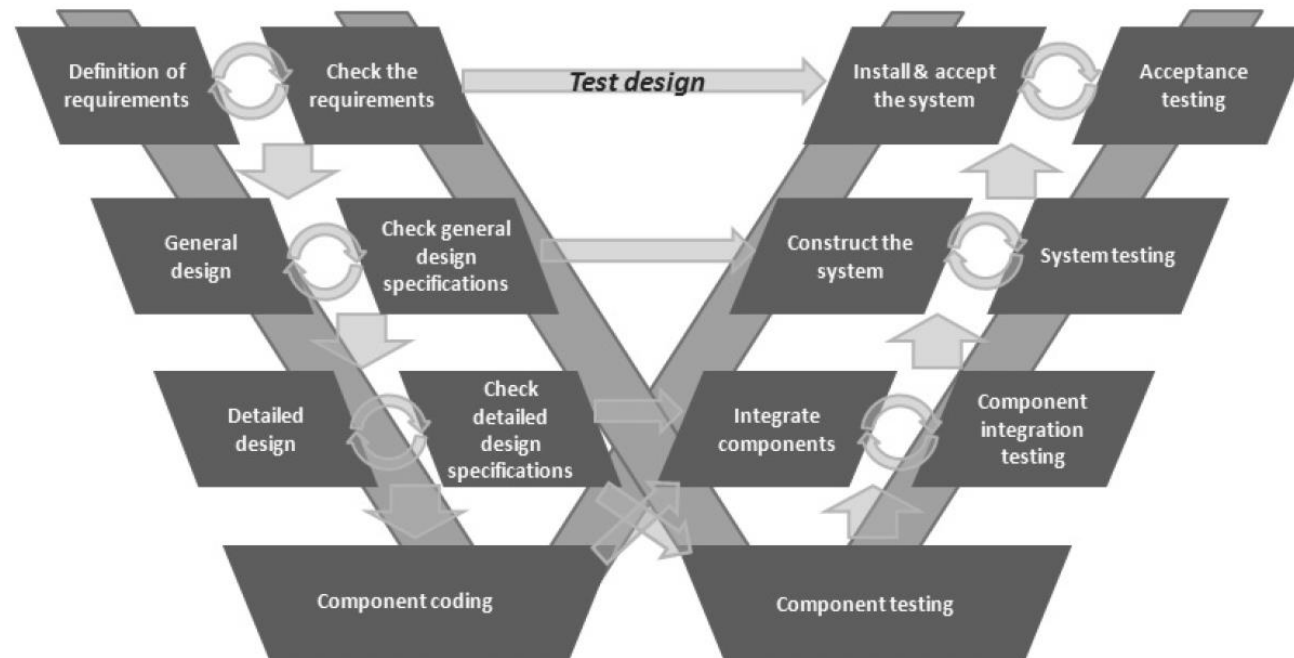 Definition of
requirements
Check the
requirements
Test design
Install & accept
the system
Acceptance
testing
General
design
Check general
design
specifications
Construct the
system
System testing
Detailed
design
Check
detailed
design
specifications
Integrate
components
Component
integration
testing
Component coding
Component testing